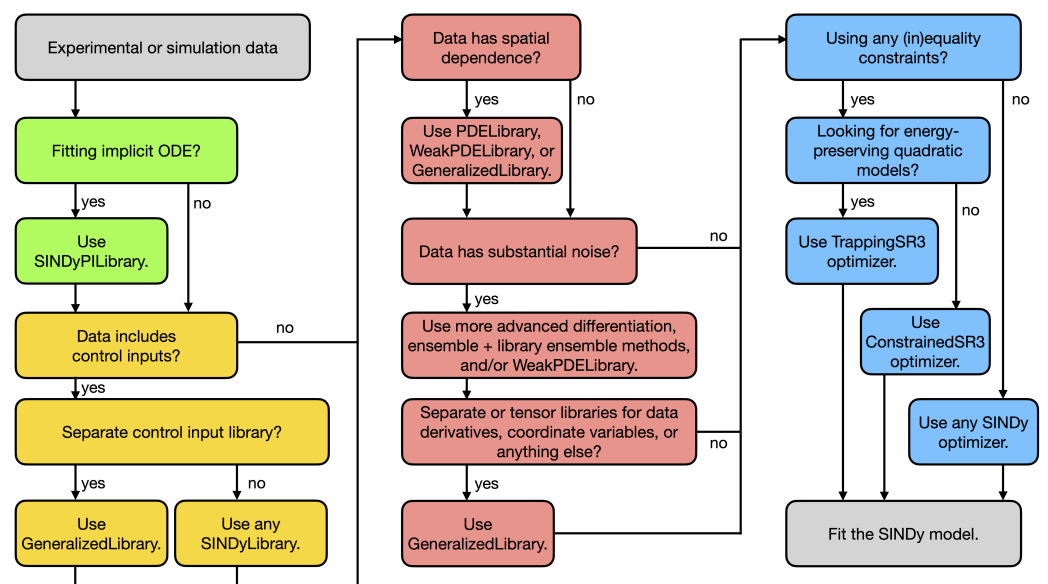 Experimental or simulation data
Fitting implicit ODE?
yes
no
Use
SINDyPILibrary.
Data includes
control inputs?
no
yes
Separate control input library?
yes
no
Use
GeneralizedLibrary.
Use any
SINDyLibrary.
Data has spatial
dependence?
yes
no
Use PDELibrary,
WeakPDELibrary, or
GeneralizedLibrary.
Data has substantial noise?
no
yes
Use more advanced differentiation,
ensemble + library ensemble methods,
and/or WeakPDELibrary.
Separate or tensor libraries for data
derivatives, coordinate variables, or
anything else?
no
yes
Use
GeneralizedLibrary.
Using any (in)equality
constraints?
yes
no
Looking for energy-
preserving quadratic
models?
yes
no
Use TrappingSR3
optimizer.
Use
ConstrainedSR3
optimizer.
Use any SINDy
optimizer.
Fit the SINDy model.